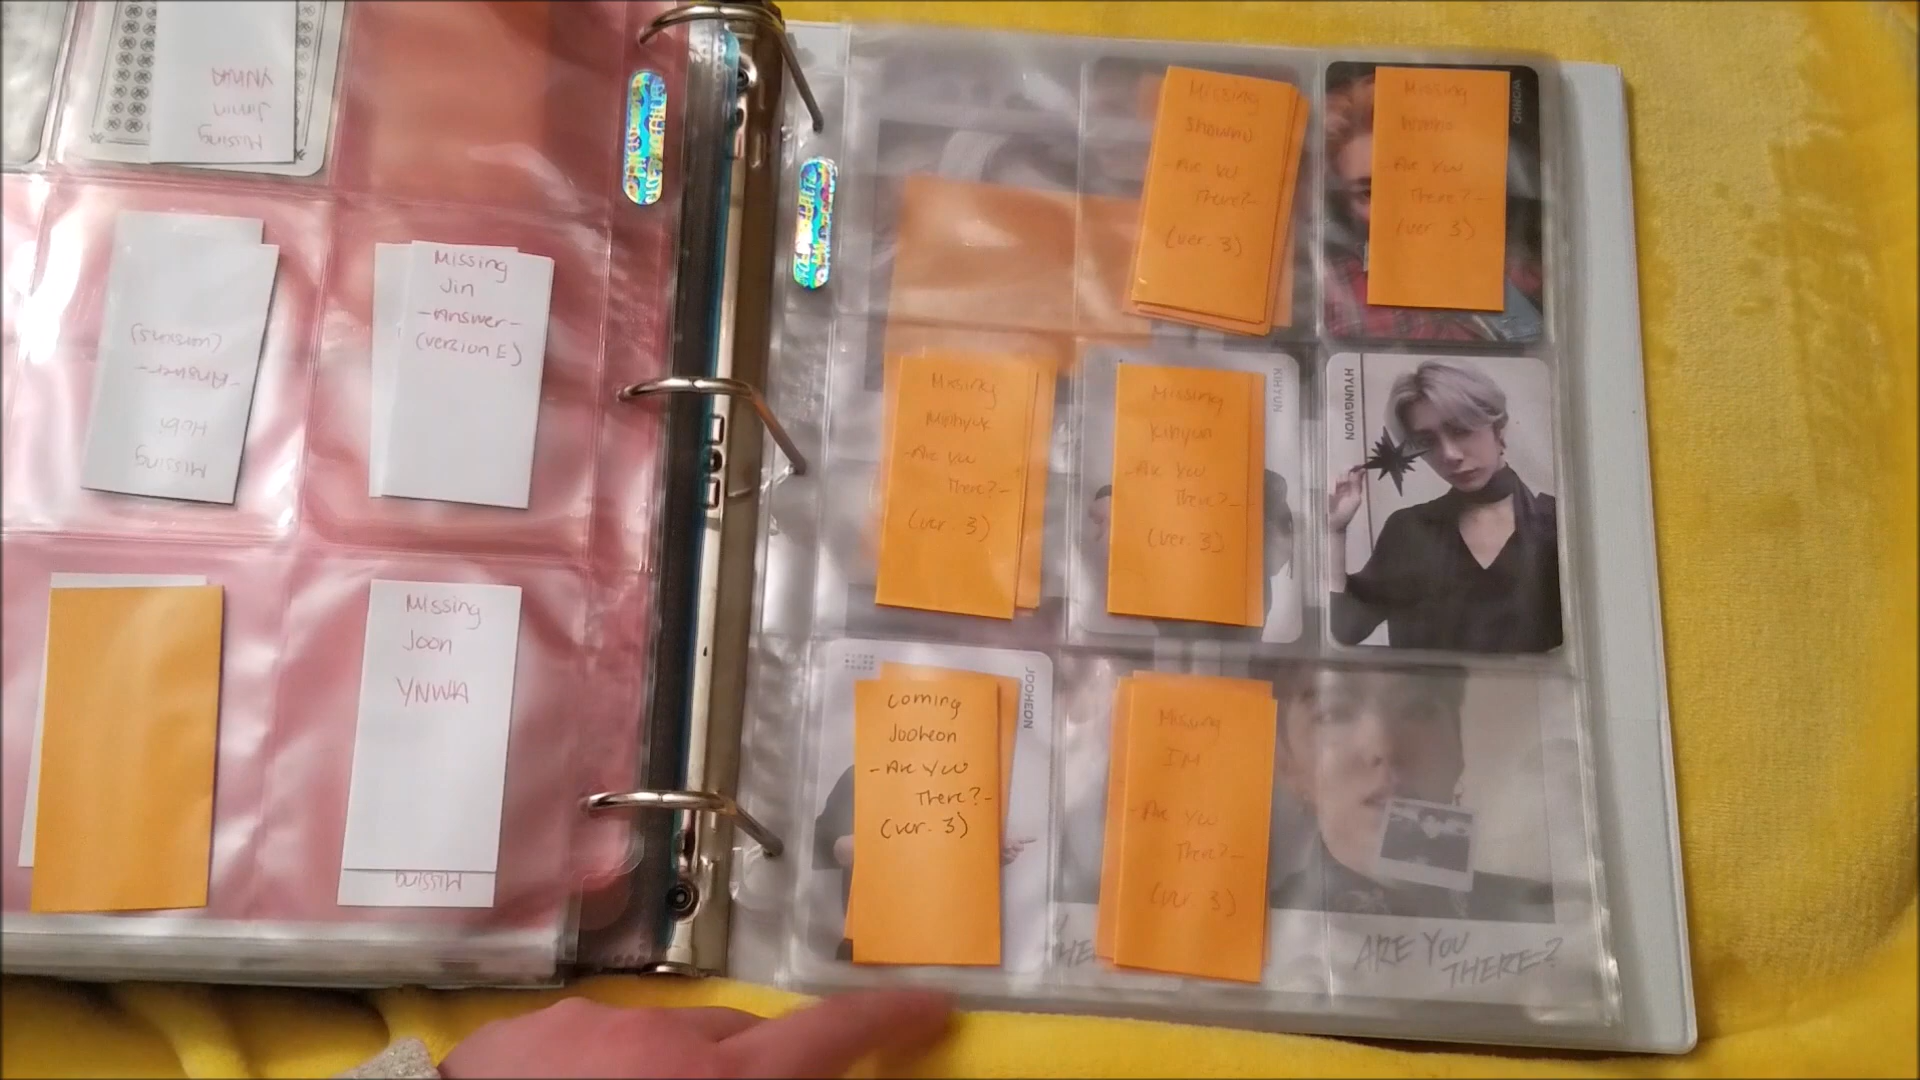 YNWA
Jimin
Missing
(version E)
-Answer-
Hobi
Missing
Missing
Jin
-Answer-
(version E)
Missing
Joon
YNWA
Missing
Missing
Shownu
-Are You
There?-
(ver. 3)
WONHO
Missing
Wonho
-Are You
There?-
(ver. 3)
Missing
Minhyuk
-Are You
There?-
(ver. 3)
KIHYUN
Missing
Kihyun
-Are You
There?-
(ver. 3)
HYUNGWON
JOOHEON
Coming
Jooheon
-Are You
There?-
(ver. 3)
Missing
I'M
-Are You
There?-
(ver. 3)
ARE YOU
THERE?